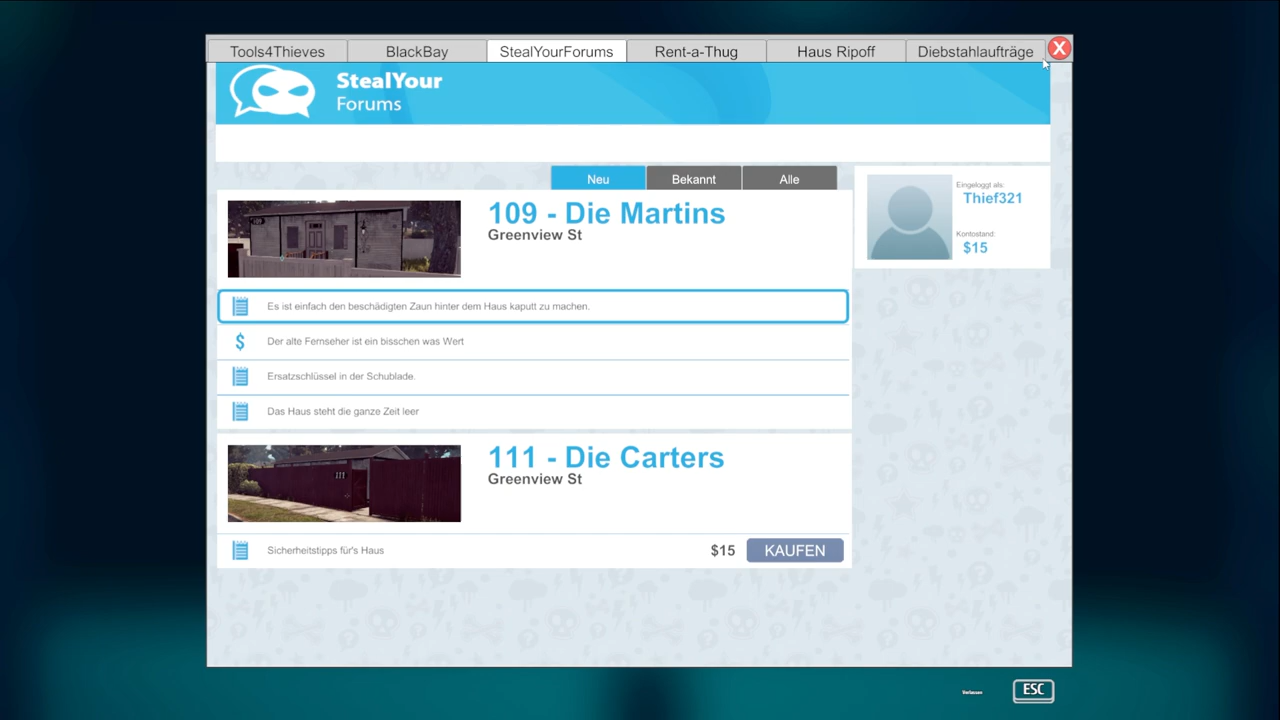 Tools4Thieves
BlackBay
StealYourForums
Rent-a-Thug
Haus Ripoff
Diebstahlaufträge
X
StealYour
Forums
Neu
Bekannt
Alle
Eingeloggt als:
Thief321
Kontostand:
$15
109
109 - Die Martins
Greenview St
Es ist einfach den beschädigten Zaun hinter dem Haus kaputt zu machen.
$
Der alte Fernseher ist ein bisschen was Wert
Ersatzschlüssel in der Schublade.
Das Haus steht die ganze Zeit leer
111
111 - Die Carters
Greenview St
Sicherheitstipps für's Haus
$15
KAUFEN
Verlassen
ESC